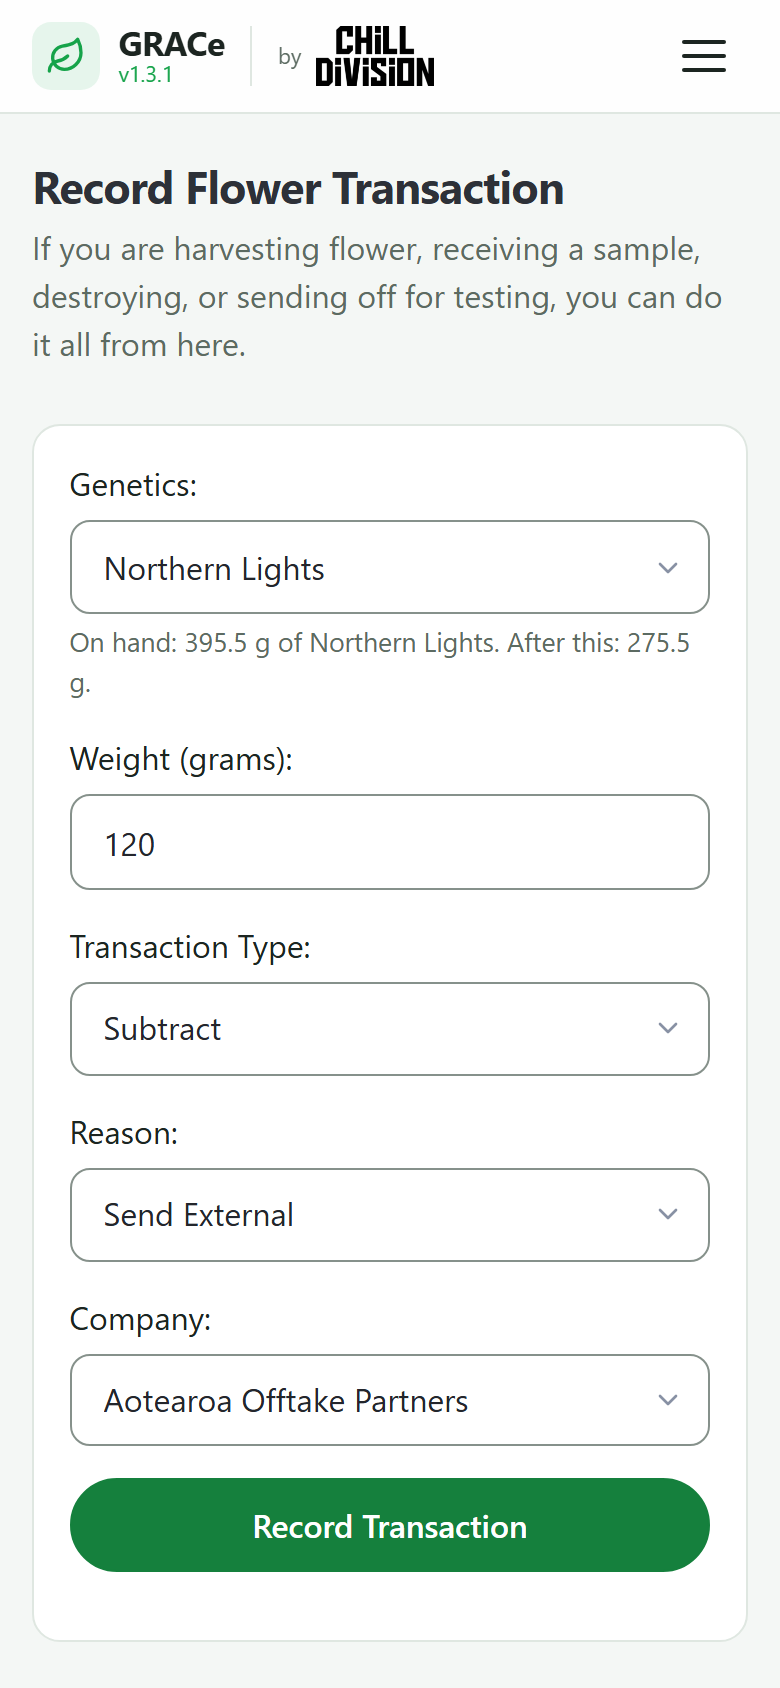 GRACe
v1.3.1
by
CHiLL
DiViSiON
Record Flower Transaction
If you are harvesting flower, receiving a sample,
destroying, or sending off for testing, you can do
it all from here.
Genetics:
Northern Lights
On hand: 395.5 g of Northern Lights. After this: 275.5
g.
Weight (grams):
120
Transaction Type:
Subtract
Reason:
Send External
Company:
Aotearoa Offtake Partners
Record Transaction